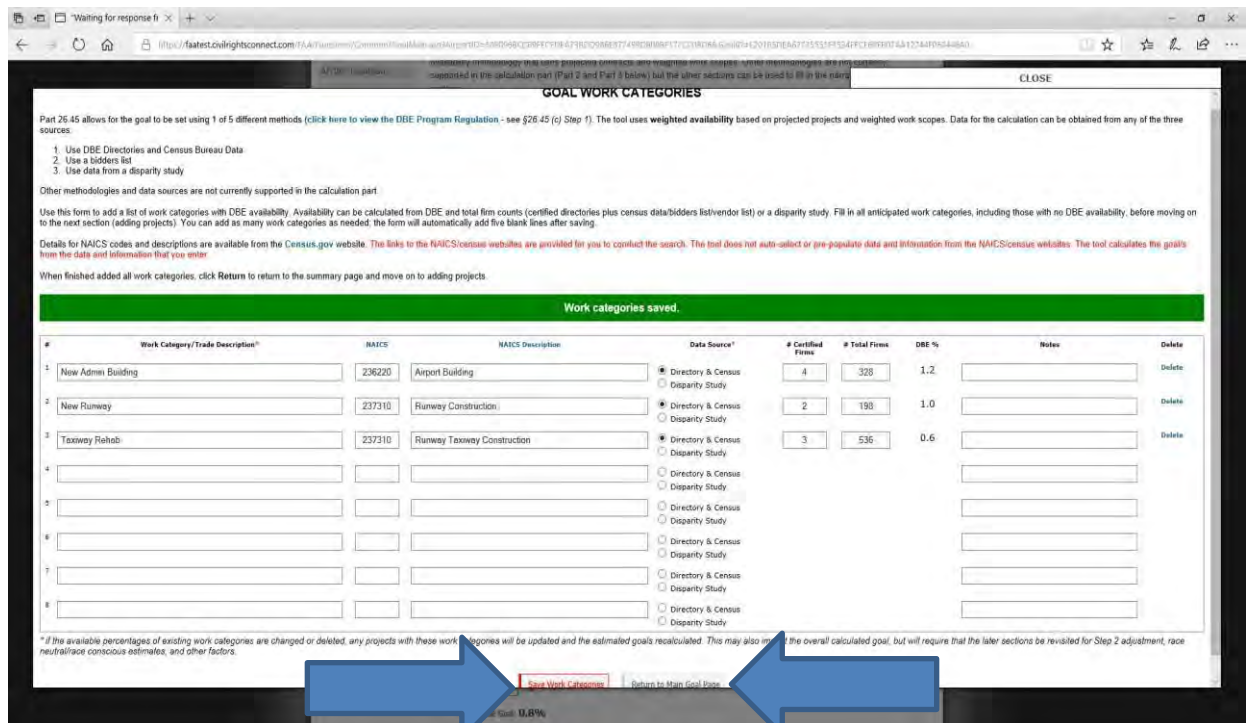 "Waiting for response fr
faatest.civilrightsconnect.com
CLOSE
GOAL WORK CATEGORIES
Part 26.45 allows for the goal to be set using 1 of 5 different methods (click here to view the DBE Program Regulation - see §26.45 (c) Step 1). The tool uses weighted availability based on projected projects and weighted work scopes. Data for the calculation can be obtained from any of the three
sources.
1. Use DBE Directories and Census Bureau Data
2. Use a bidders list
3. Use data from a disparity study
Other methodologies and data sources are not currently supported in the calculation part
Use this form to add a list of work categories with DBE availability. Availability can be calculated from DBE and total firm counts (certified directories plus census data/bidders list/vendor list) or a disparity study. Fill in all anticipated work categories, including those with no DBE availability, before moving on
to the next section (adding projects). You can add as many work categories as needed; the form will automatically add five blank lines after saving.
Details for NAICS codes and descriptions are available from the Census.gov website. The links to the NAICS/census websites are provided for you to conduct the search. The tool does not auto-select or pre-populate data and information from the NAICS/census websites. The tool calculates the goal/s
from the data and information that you enter
When finished added all work categories, click Return to return to the summary page and move on to adding projects.
Work categories saved.
# Work Category/Trade Description* NAICS NAICS Description Data Source* # Certified Firms # Total Firms DBE % Notes Delete
1 New Admin Building 236220 Airport Building Directory & Census 4 328 1.2 Delete
Disparity Study
2 New Runway 237310 Runway Construction Directory & Census 2 198 1.0 Delete
Disparity Study
3 Taxiway Rehab 237310 Runway Taxiway Construction Directory & Census 3 536 0.6 Delete
Disparity Study
4 Directory & Census
Disparity Study
5 Directory & Census
Disparity Study
6 Directory & Census
Disparity Study
7 Directory & Census
Disparity Study
8 Directory & Census
Disparity Study
* if the available percentages of existing work categories are changed or deleted, any projects with these work categories will be updated and the estimated goals recalculated. This may also the overall calculated goal, but will require that the later sections be revisited for Step 2 adjustment, race
neutral/race conscious estimates, and other factors.
Save Work Categories Return to Main Goal Page
Goal: 0.8%